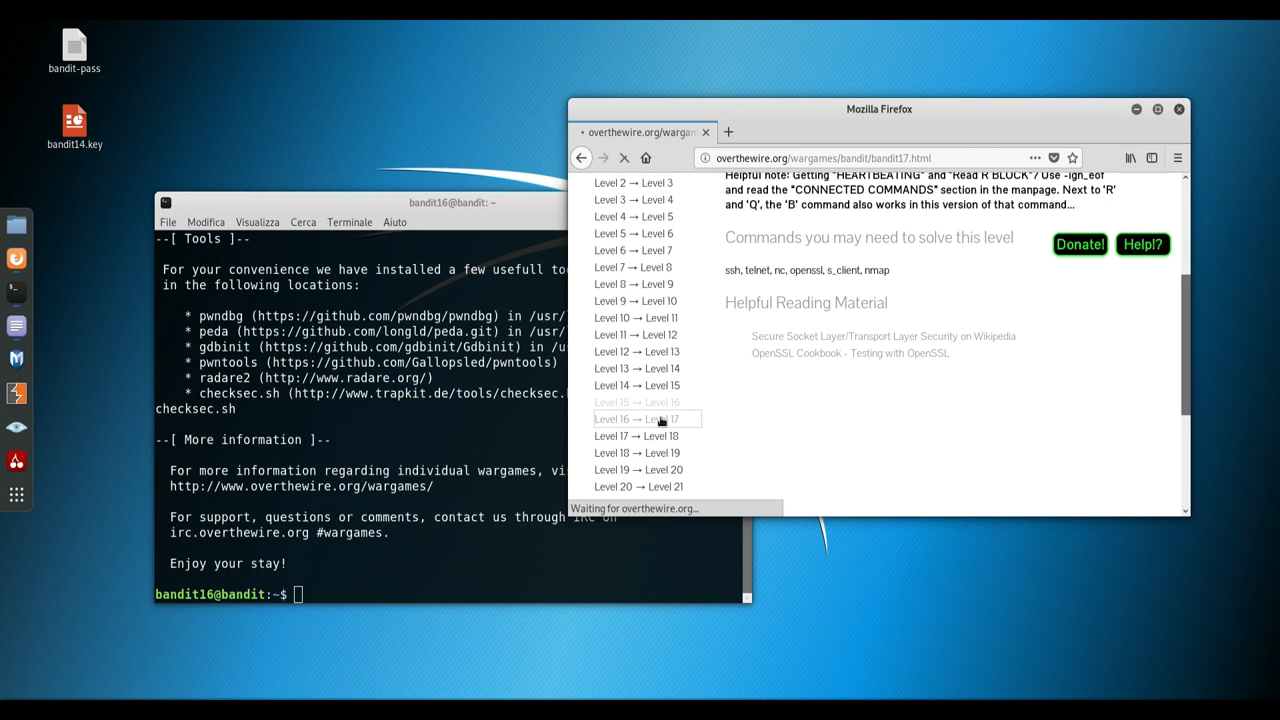 bandit-pass
bandit14.key
bandit16@bandit: ~
File Modifica Visualizza Cerca Terminale Aiuto
--[ Tools ]--
For your convenience we have installed a few usefull
in the following locations:
* pwndbg (https://github.com/pwndbg/pwndbg) in /usr/
* peda (https://github.com/longld/peda.git) in /usr/
* gdbinit (https://github.com/gdbinit/Gdbinit) in
* pwntools (https://github.com/Gallopsled/pwntools)
* radare2 (http://www.radare.org/)
* checksec.sh (http://www.trapkit.de/tools/checksec.
checksec.sh
--[ More information ]--
For more information regarding individual wargames,
http://www.overthewire.org/wargames/
For support, questions or comments, contact us through IRC on
irc.overthewire.org #wargames.
Enjoy your stay!
bandit16@bandit:~$
Mozilla Firefox
overthewire.org/wargam
overthewire.org/wargames/bandit/bandit17.html
Level 2 → Level 3
Level 3 → Level 4
Level 4 → Level 5
Level 5 → Level 6
Level 6 → Level 7
Level 7 → Level 8
Level 8 → Level 9
Level 9 → Level 10
Level 10 → Level 11
Level 11 → Level 12
Level 12 → Level 13
Level 13 → Level 14
Level 14 → Level 15
Level 15 → Level 16
Level 16 → Level 17
Level 17 → Level 18
Level 18 → Level 19
Level 19 → Level 20
Level 20 → Level 21
Helpful note: Getting "HEARTBEATING" and "Read R BLOCK"? Use -ign_eof
and read the "CONNECTED COMMANDS" section in the manpage. Next to 'R'
and 'Q', the 'B' command also works in this version of that command...
Commands you may need to solve this level
Donate! Help!?
ssh, telnet, nc, openssl, s_client, nmap
Helpful Reading Material
Secure Socket Layer/Transport Layer Security on Wikipedia
OpenSSL Cookbook - Testing with OpenSSL
Waiting for overthewire.org...